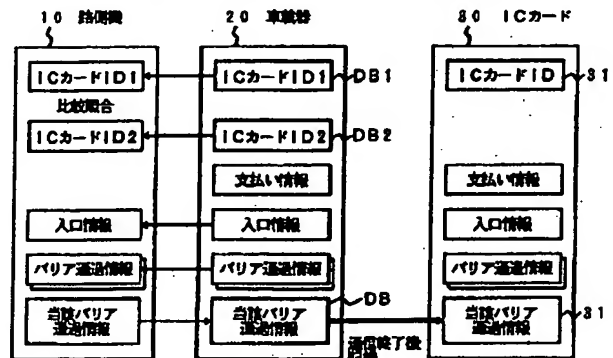 10 路側機
20 車載器
30 ICカード
ICカードID1
ICカードID1
DB1
ICカードID
31
比較照合
ICカードID2
ICカードID2
DB2
支払い情報
支払い情報
入口情報
入口情報
入口情報
バリア通過情報
バリア通過情報
バリア通過情報
DB
当該バリア
通過情報
当該バリア
通過情報
当該バリア
通過情報
31
通信終了後